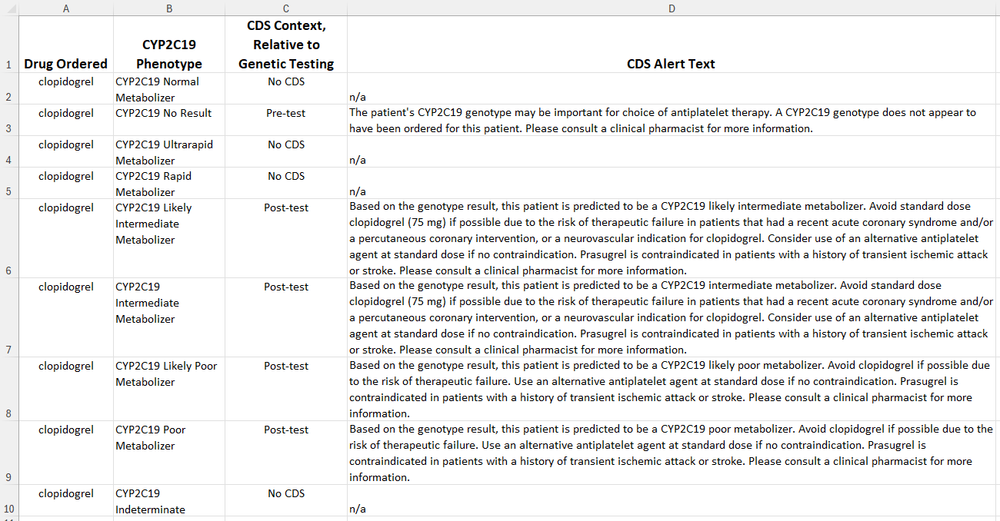 A B C D
1 Drug Ordered CYP2C19 Phenotype CDS Context, Relative to Genetic Testing CDS Alert Text
2 clopidogrel CYP2C19 Normal Metabolizer No CDS n/a
3 clopidogrel CYP2C19 No Result Pre-test The patient's CYP2C19 genotype may be important for choice of antiplatelet therapy. A CYP2C19 genotype does not appear to
have been ordered for this patient. Please consult a clinical pharmacist for more information.
4 clopidogrel CYP2C19 Ultrarapid Metabolizer No CDS n/a
5 clopidogrel CYP2C19 Rapid Metabolizer No CDS n/a
6 clopidogrel CYP2C19 Likely Intermediate Metabolizer Post-test Based on the genotype result, this patient is predicted to be a CYP2C19 likely intermediate metabolizer. Avoid standard dose
clopidogrel (75 mg) if possible due to the risk of therapeutic failure in patients that had a recent acute coronary syndrome and/or
a percutaneous coronary intervention, or a neurovascular indication for clopidogrel. Consider use of an alternative antiplatelet
agent at standard dose if no contraindication. Prasugrel is contraindicated in patients with a history of transient ischemic attack
or stroke. Please consult a clinical pharmacist for more information.
7 clopidogrel CYP2C19 Intermediate Metabolizer Post-test Based on the genotype result, this patient is predicted to be a CYP2C19 intermediate metabolizer. Avoid standard dose
clopidogrel (75 mg) if possible due to the risk of therapeutic failure in patients that had a recent acute coronary syndrome and/or
a percutaneous coronary intervention, or a neurovascular indication for clopidogrel. Consider use of an alternative antiplatelet
agent at standard dose if no contraindication. Prasugrel is contraindicated in patients with a history of transient ischemic attack
or stroke. Please consult a clinical pharmacist for more information.
8 clopidogrel CYP2C19 Likely Poor Metabolizer Post-test Based on the genotype result, this patient is predicted to be a CYP2C19 likely poor metabolizer. Avoid clopidogrel if possible due
to the risk of therapeutic failure. Use an alternative antiplatelet agent at standard dose if no contraindication. Prasugrel is
contraindicated in patients with a history of transient ischemic attack or stroke. Please consult a clinical pharmacist for more
information.
9 clopidogrel CYP2C19 Poor Metabolizer Post-test Based on the genotype result, this patient is predicted to be a CYP2C19 poor metabolizer. Avoid clopidogrel if possible due to the
risk of therapeutic failure. Use an alternative antiplatelet agent at standard dose if no contraindication. Prasugrel is
contraindicated in patients with a history of transient ischemic attack or stroke. Please consult a clinical pharmacist for more
information.
10 clopidogrel CYP2C19 Indeterminate No CDS n/a